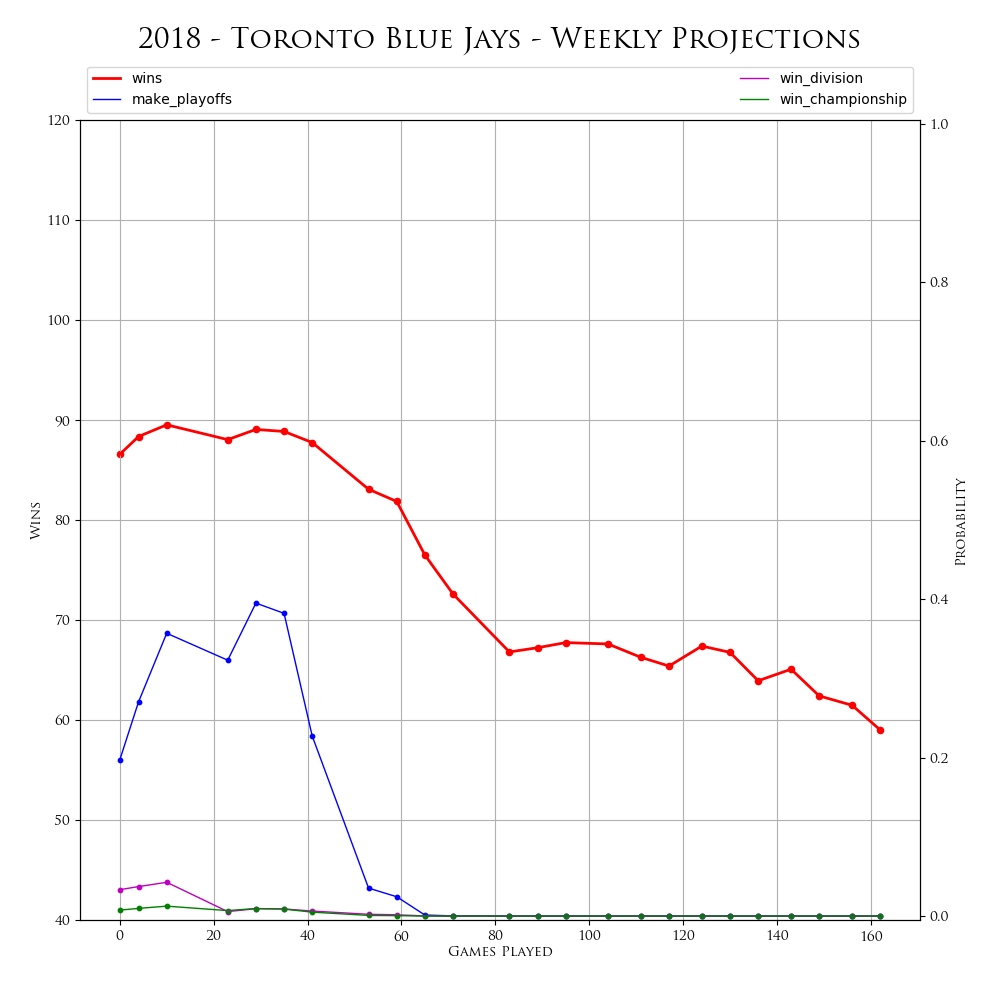 2018 - Toronto Blue Jays - Weekly Projections
wins
make_playoffs
win_division
win_championship
120
110
100
90
80
70
60
50
40
Wins
1.0
0.8
0.6
0.4
0.2
0.0
Probability
0 20 40 60 80 100 120 140 160
Games Played